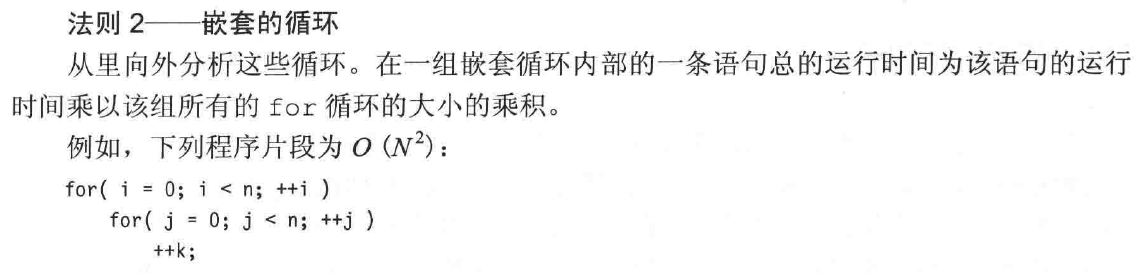 法则 2——嵌套的循环
从里向外分析这些循环。在一组嵌套循环内部的一条语句总的运行时间为该语句的运行
时间乘以该组所有的 for 循环的大小的乘积。
例如，下列程序片段为 O (N²)：
for( i = 0; i < n; ++i )
    for( j = 0; j < n; ++j )
        ++k;